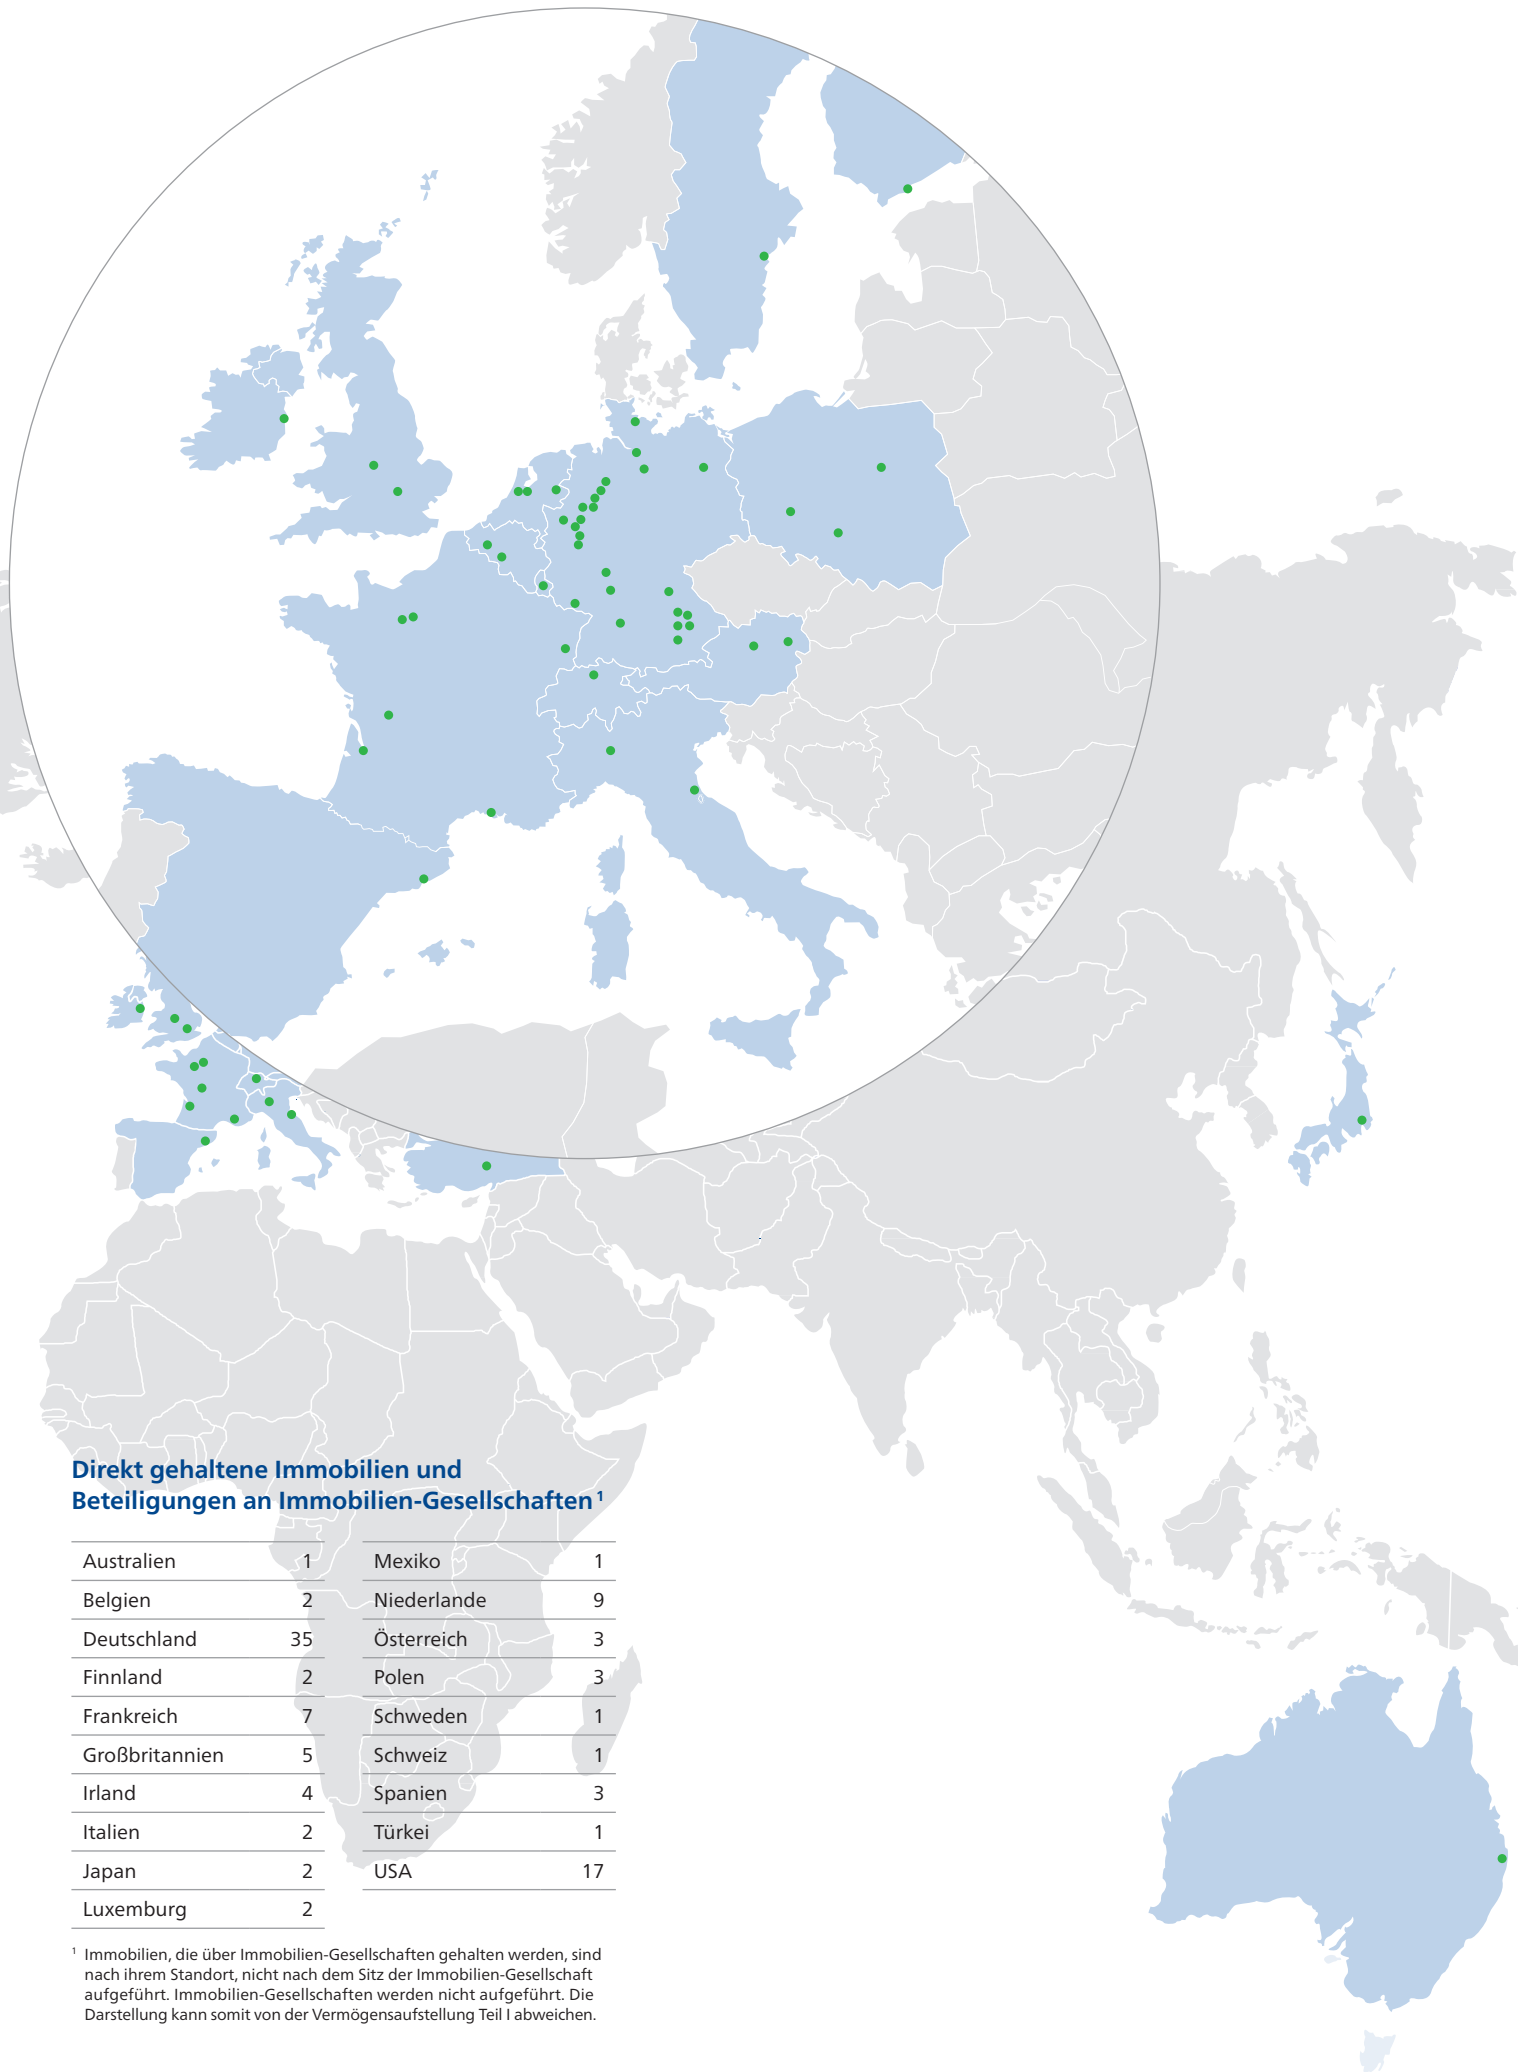 Direkt gehaltene Immobilien und
Beteiligungen an Immobilien-Gesellschaften 1
Australien 1
Belgien 2
Deutschland 35
Finnland 2
Frankreich 7
Großbritannien 5
Irland 4
Italien 2
Japan 2
Luxemburg 2
Mexiko 1
Niederlande 9
Österreich 3
Polen 3
Schweden 1
Schweiz 1
Spanien 3
Türkei 1
USA 17
1 Immobilien, die über Immobilien-Gesellschaften gehalten werden, sind
nach ihrem Standort, nicht nach dem Sitz der Immobilien-Gesellschaft
aufgeführt. Immobilien-Gesellschaften werden nicht aufgeführt. Die
Darstellung kann somit von der Vermögensaufstellung Teil I abweichen.